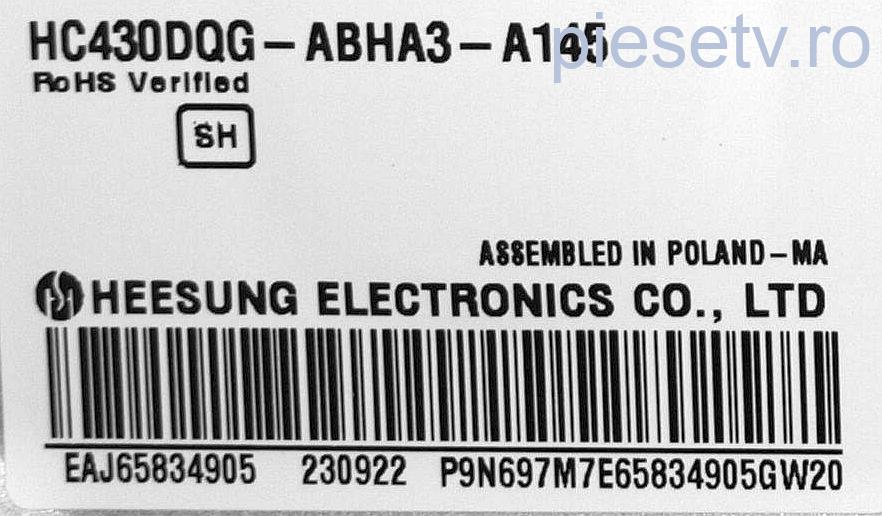 HC430DQG-ABHA3-A145
piesetv.ro
RoHS Verified
SH
ASSEMBLED IN POLAND-MA
HEESUNG ELECTRONICS CO., LTD
EAJ65834905 230922 P9N697M7E65834905GW20